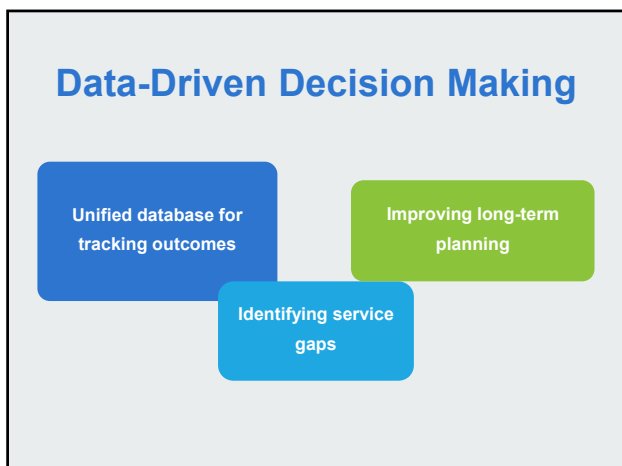 Data-Driven Decision Making
Unified database for
tracking outcomes
Improving long-term
planning
Identifying service
gaps